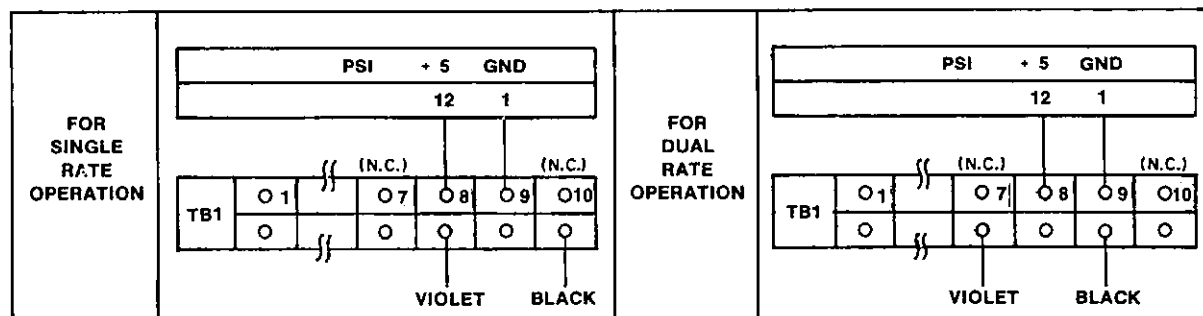 FOR
SINGLE
RATE
OPERATION
PSI + 5 GND
12 1
(N.C.) (N.C.)
TB1 1 7 8 9 10
VIOLET BLACK
FOR
DUAL
RATE
OPERATION
PSI + 5 GND
12 1
(N.C.) (N.C.)
TB1 1 7 8 9 10
VIOLET BLACK